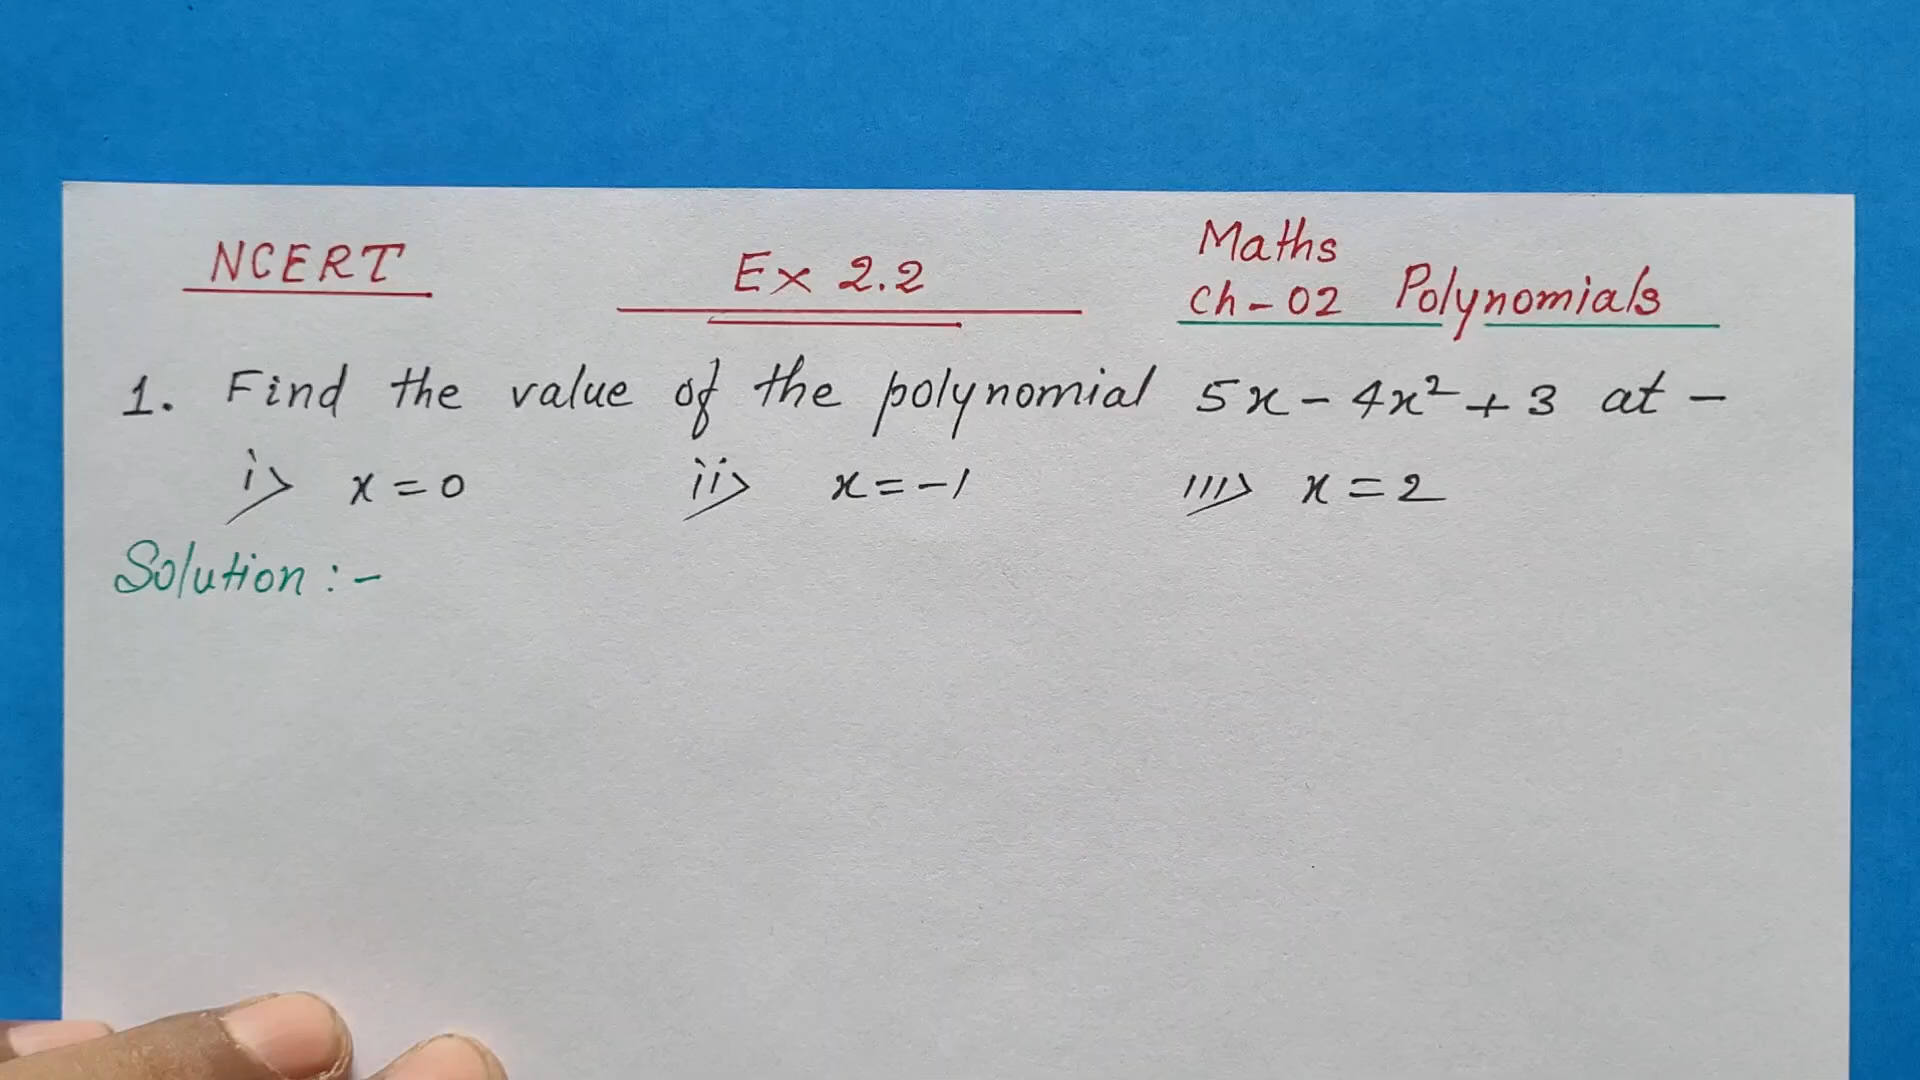 NCERT
Ex 2.2
Maths
Ch-02 Polynomials
1. Find the value of the polynomial 5x - 4x² + 3 at -
i> x = 0 ii> x = -1 iii> x = 2
Solution :-